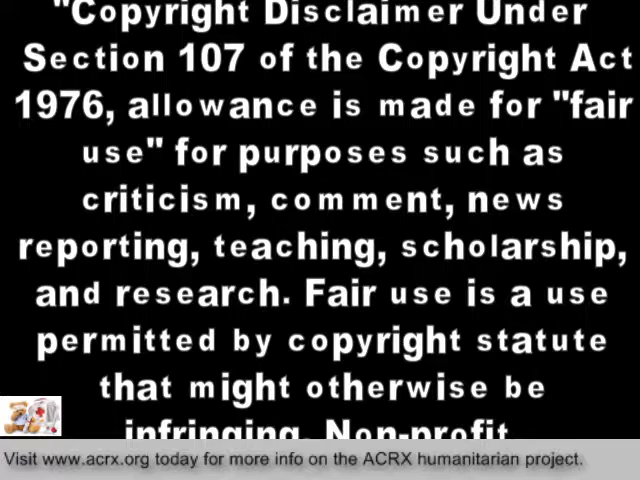 "Copyright Disclaimer Under
Section 107 of the Copyright Act
1976, allowance is made for "fair
use" for purposes such as
criticism, comment, news
reporting, teaching, scholarship,
and research. Fair use is a use
permitted by copyright statute
that might otherwise be
infringing. Non-profit
Visit www.acrx.org today for more info on the ACRX humanitarian project.